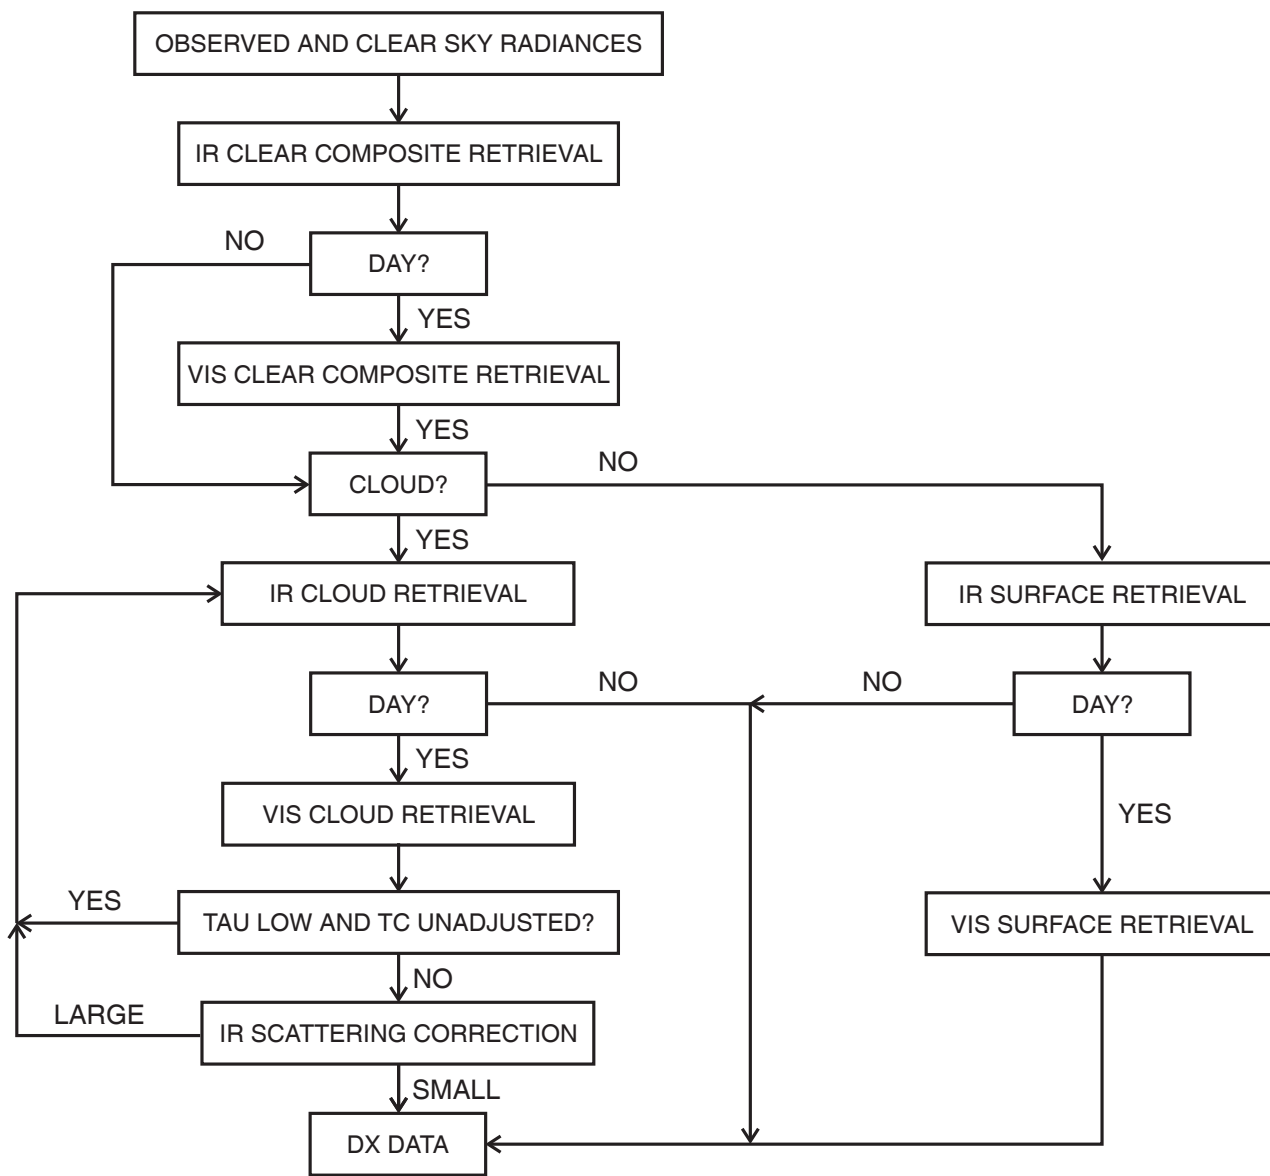 OBSERVED AND CLEAR SKY RADIANCES
IR CLEAR COMPOSITE RETRIEVAL
NO
DAY?
YES
VIS CLEAR COMPOSITE RETRIEVAL
YES
CLOUD?
NO
YES
IR CLOUD RETRIEVAL
IR SURFACE RETRIEVAL
DAY?
NO
NO
DAY?
YES
VIS CLOUD RETRIEVAL
YES
YES
TAU LOW AND TC UNADJUSTED?
VIS SURFACE RETRIEVAL
NO
LARGE
IR SCATTERING CORRECTION
SMALL
DX DATA